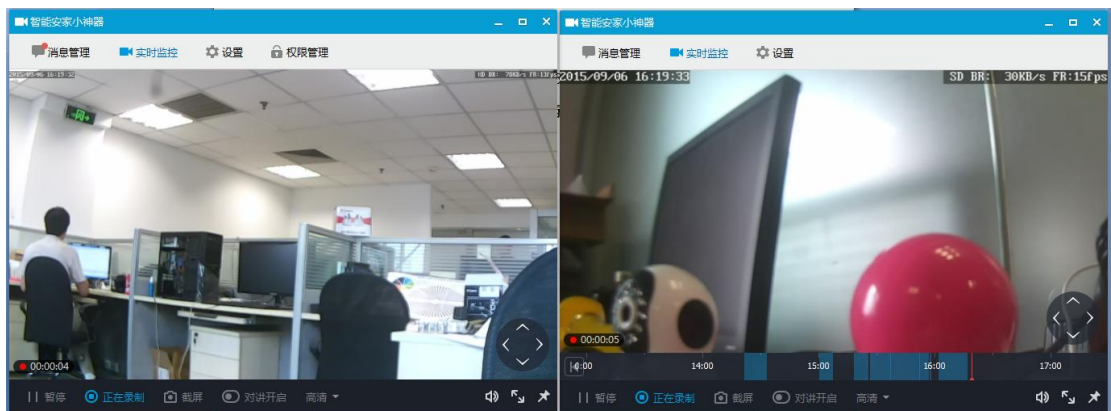 智能安家小神器
消息管理 实时监控 设置 权限管理
2015/09/06 16:19:32
HD BR: 70KB/s FR:13fps
00:00:04
暂停 正在录制 截屏 对讲开启 高清
智能安家小神器
消息管理 实时监控 设置
2015/09/06 16:19:33 SD BR: 30KB/s FR:15fps
00:00:05
14:00 15:00 16:00 17:00
暂停 正在录制 截屏 对讲开启 高清